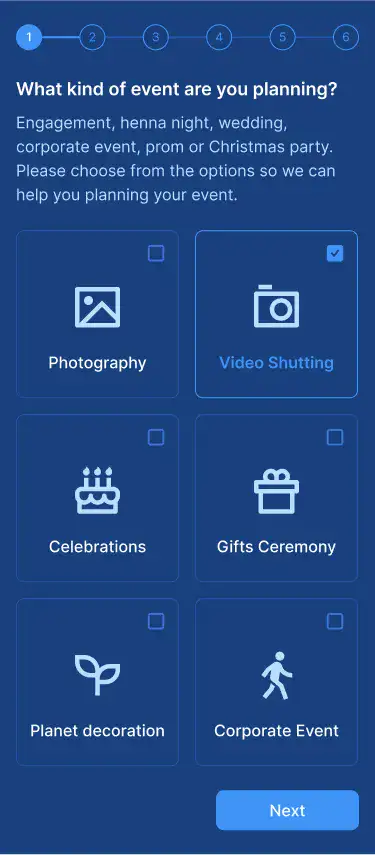 1 2 3 4 5 6
What kind of event are you planning?
Engagement, henna night, wedding,
corporate event, prom or Christmas party.
Please choose from the options so we can
help you planning your event.
Photography
Video Shutting
Celebrations
Gifts Ceremony
Planet decoration
Corporate Event
Next